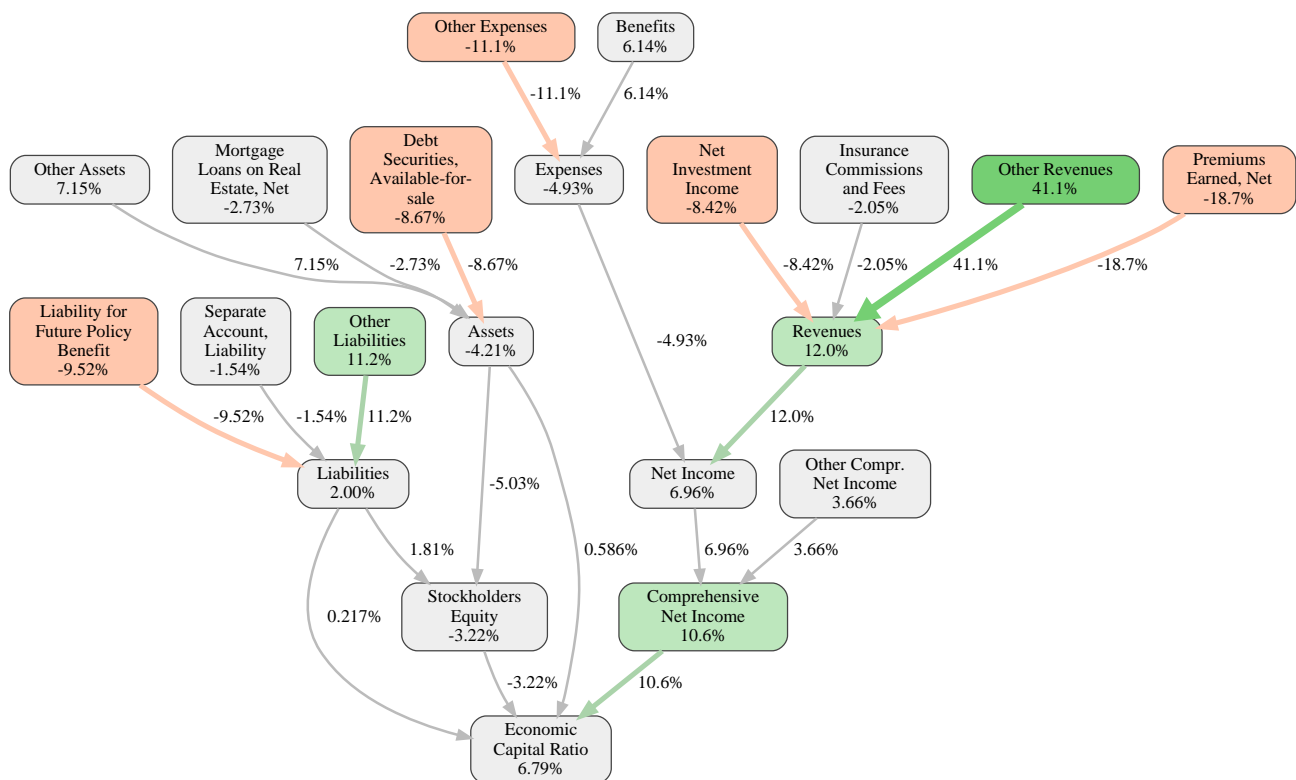 Other Expenses
-11.1%
Benefits
6.14%
-11.1%
6.14%
Other Assets
7.15%
Mortgage
Loans on Real
Estate, Net
-2.73%
Debt
Securities,
Available-for-
sale
-8.67%
Expenses
-4.93%
Net
Investment
Income
-8.42%
Insurance
Commissions
and Fees
-2.05%
Other Revenues
41.1%
Premiums
Earned, Net
-18.7%
7.15%
-2.73%
-8.67%
-8.42%
-2.05%
41.1%
-18.7%
Liability for
Future Policy
Benefit
-9.52%
Separate
Account,
Liability
-1.54%
Other
Liabilities
11.2%
Assets
-4.21%
-4.93%
Revenues
12.0%
-9.52%
-1.54%
11.2%
12.0%
Liabilities
2.00%
-5.03%
Net Income
6.96%
Other Compr.
Net Income
3.66%
1.81%
0.586%
6.96%
3.66%
0.217%
Stockholders
Equity
-3.22%
Comprehensive
Net Income
10.6%
-3.22%
10.6%
Economic
Capital Ratio
6.79%